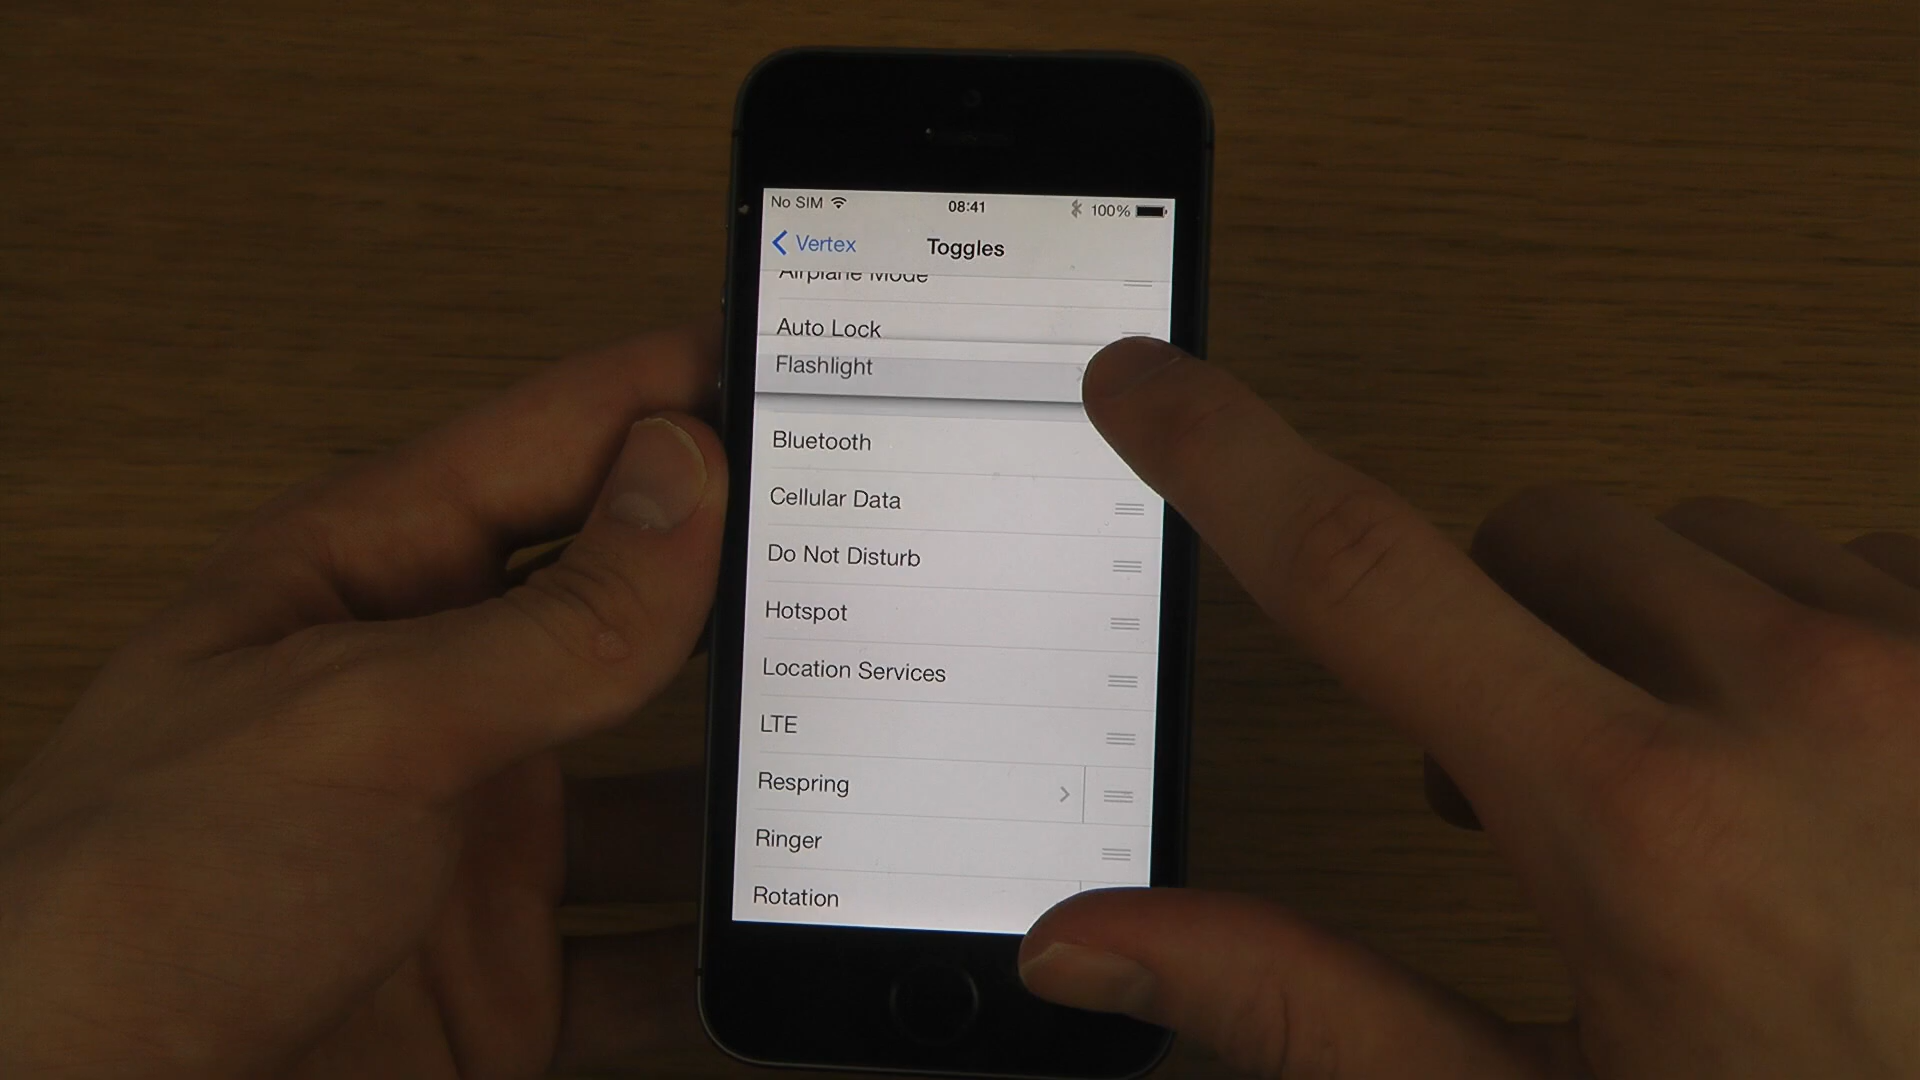 No SIM 08:41 100%
Vertex Toggles
Airplane Mode
Auto Lock
Flashlight
Bluetooth
Cellular Data
Do Not Disturb
Hotspot
Location Services
LTE
Respring
Ringer
Rotation